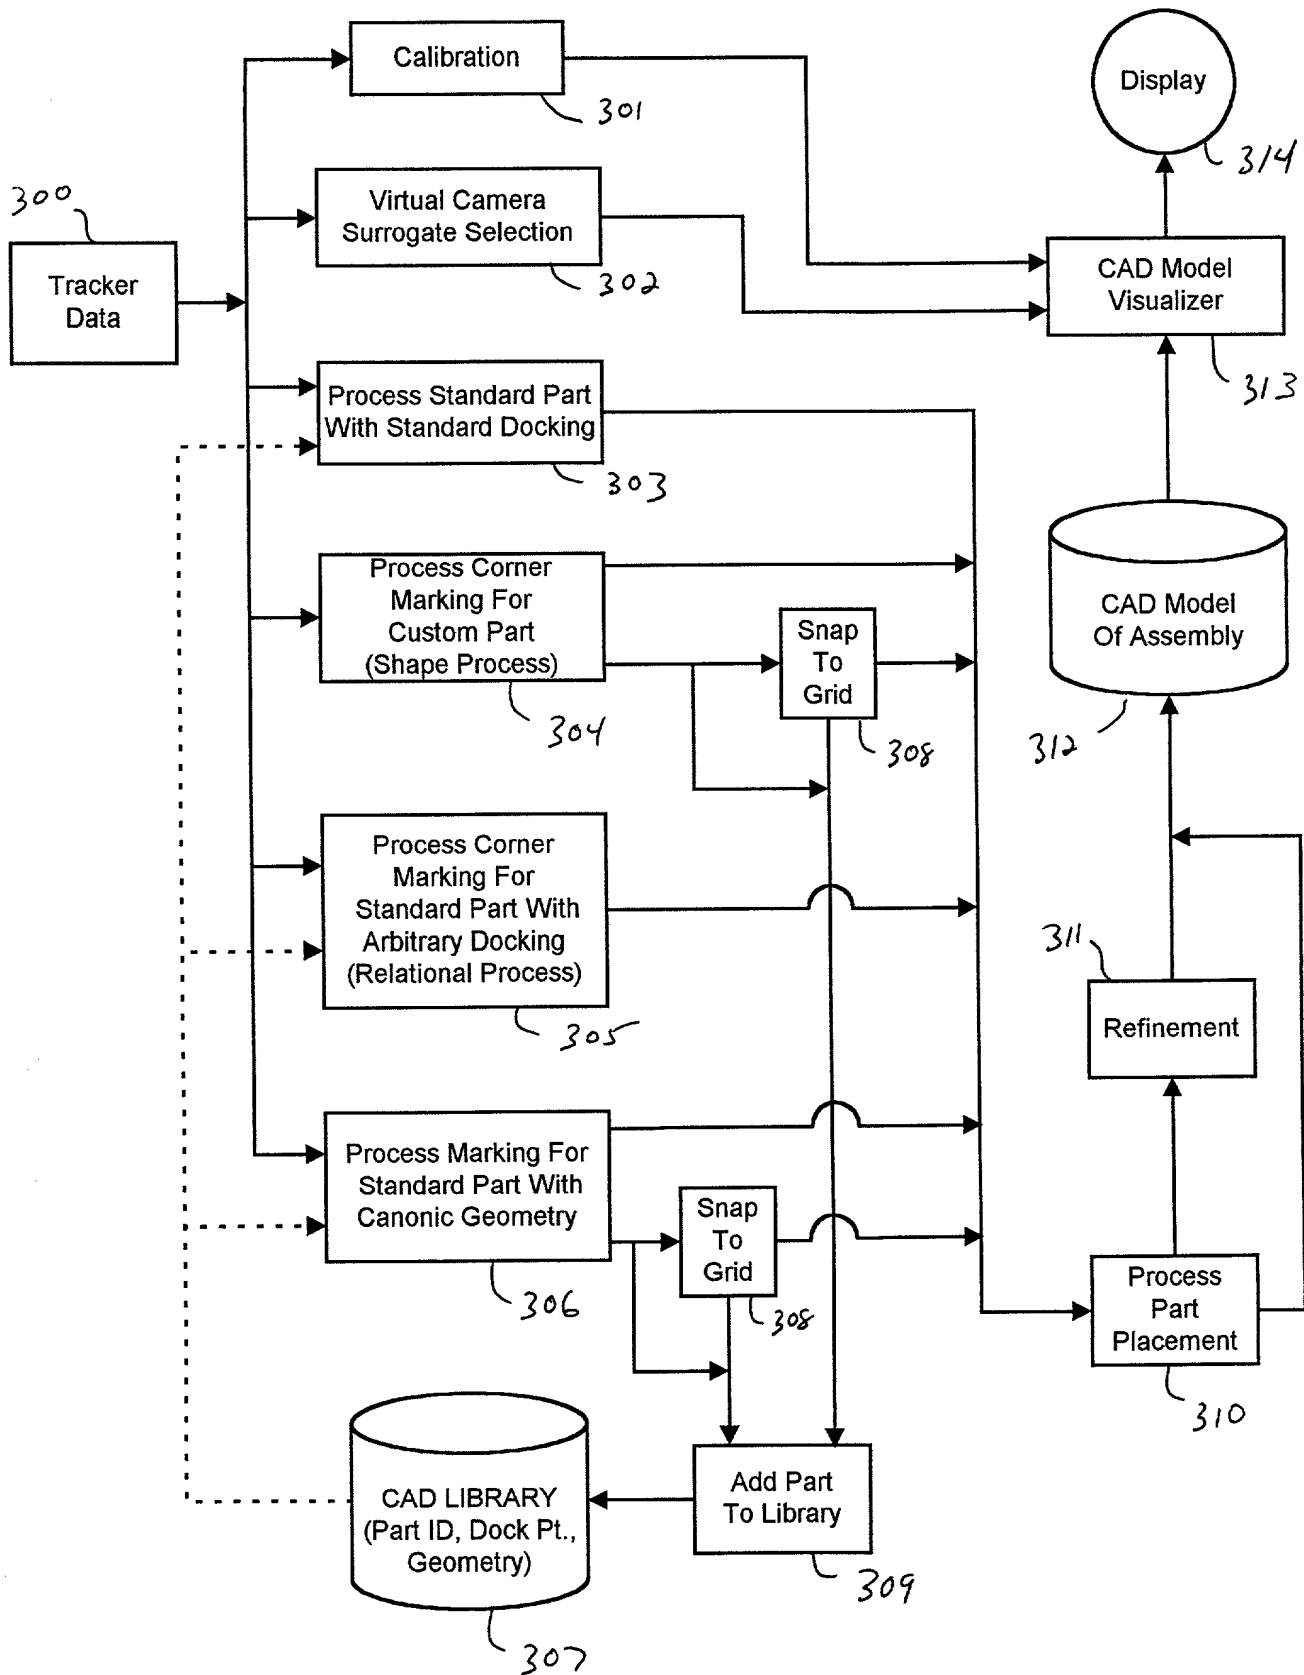 Calibration
301
Display
314
300
Tracker
Data
Virtual Camera
Surrogate Selection
302
CAD Model
Visualizer
313
Process Standard Part
With Standard Docking
303
Process Corner
Marking For
Custom Part
(Shape Process)
304
Snap
To
Grid
308
CAD Model
Of Assembly
312
Process Corner
Marking For
Standard Part With
Arbitrary Docking
(Relational Process)
305
311
Refinement
Process Marking For
Standard Part With
Canonic Geometry
306
Snap
To
Grid
308
Process
Part
Placement
310
CAD LIBRARY
(Part ID, Dock Pt.,
Geometry)
307
Add Part
To Library
309